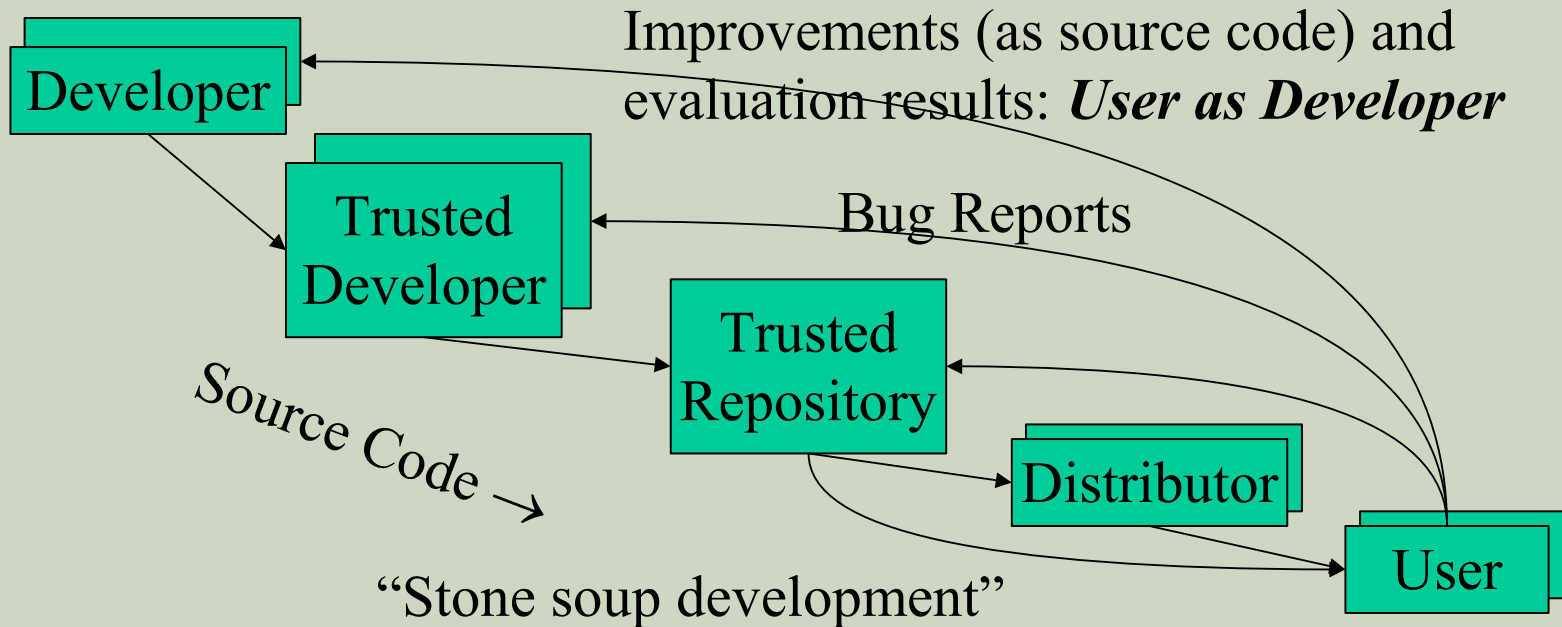 Improvements (as source code) and
evaluation results: User as Developer
Developer
Trusted
Developer
Bug Reports
Trusted
Repository
Source Code →
Distributor
User
“Stone soup development”